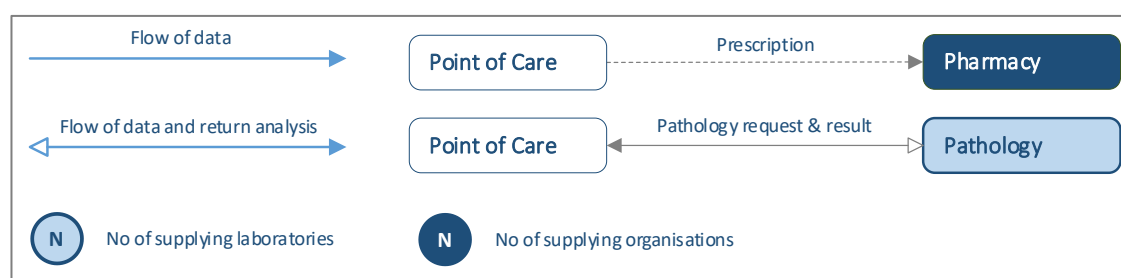 Flow of data
Point of Care
Prescription
Pharmacy
Flow of data and return analysis
Point of Care
Pathology request & result
Pathology
N
No of supplying laboratories
N
No of supplying organisations